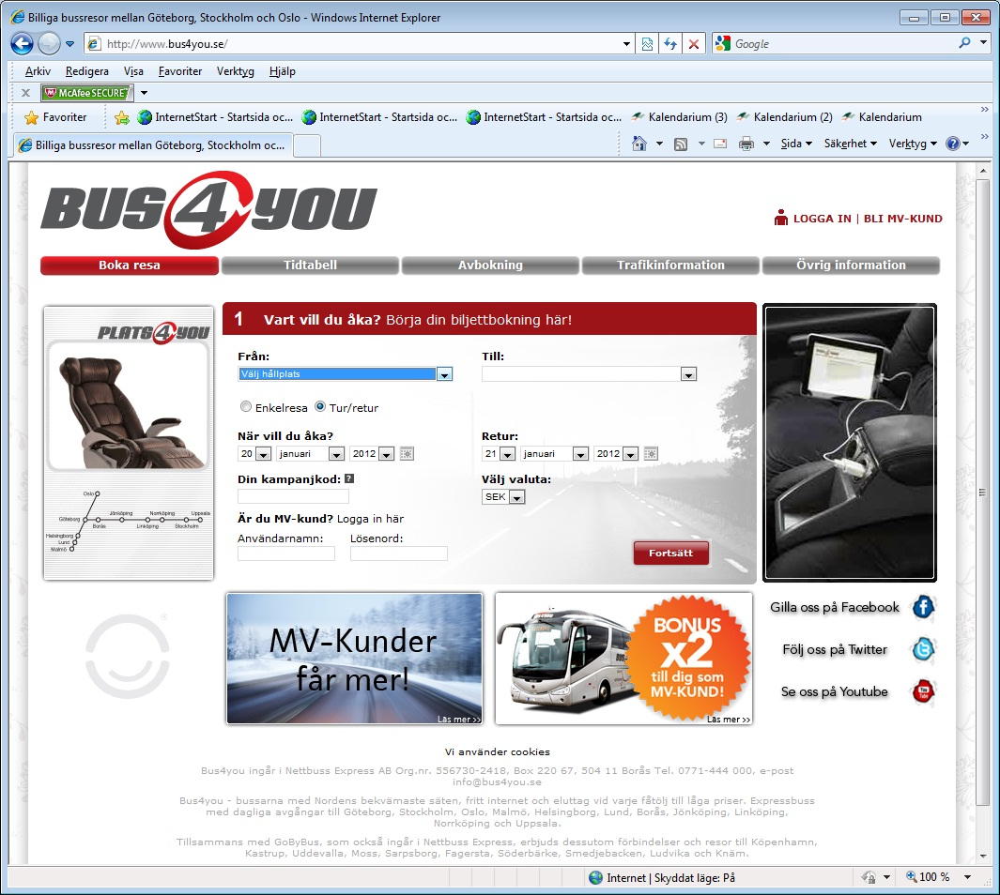 Billiga bussresor mellan Göteborg, Stockholm och Oslo - Windows Internet Explorer
http://www.bus4you.se/
Google
Arkiv Redigera Visa Favoriter Verktyg Hjälp
McAfee SECURE
Favoriter InternetStart - Startsida oc... InternetStart - Startsida oc... InternetStart - Startsida oc... Kalendarium (3) Kalendarium (2) Kalendarium
Billiga bussresor mellan Göteborg, Stockholm oc...
Sida Säkerhet Verktyg
BUS4YOU
LOGGA IN | BLI MV-KUND
Boka resa Tidtabell Avbokning Trafikinformation Övrig information
PLATS4YOU
Oslo
Göteborg Jönköping Norrköping Uppsala
Borås Linköping Stockholm
Helsingborg
Lund
Malmö
1 Vart vill du åka? Börja din biljettbokning här!
Från: Till:
Välj hållplats
Enkelresa Tur/retur
När vill du åka? Retur:
20 januari 2012 21 januari 2012
Din kampanjkod: ? Välj valuta:
SEK
Är du MV-kund? Logga in här
Användarnamn: Lösenord:
Fortsätt
MV-Kunder
får mer!
Läs mer >>
BONUS
x2
till dig som
MV-KUND!
Läs mer >>
Gilla oss på Facebook
Följ oss på Twitter
Se oss på Youtube
You
Tube
Vi använder cookies
Bus4you ingår i Nettbuss Express AB Org.nr. 556730-2418, Box 220 67, 504 11 Borås Tel. 0771-444 000, e-post
info@bus4you.se
Bus4you - bussarna med Nordens bekvämaste säten, fritt internet och eluttag vid varje fåtölj till låga priser. Expressbuss
med dagliga avgångar till Göteborg, Stockholm, Oslo, Malmö, Helsingborg, Lund, Borås, Jönköping, Linköping,
Norrköping och Uppsala.
Tillsammans med GoByBus, som också ingår i Nettbuss Express, erbjuds dessutom förbindelser och resor till Köpenhamn,
Kastrup, Uddevalla, Moss, Sarpsborg, Fagersta, Söderbärke, Smedjebacken, Ludvika och Knäm.
Internet | Skyddat läge: På
100 %